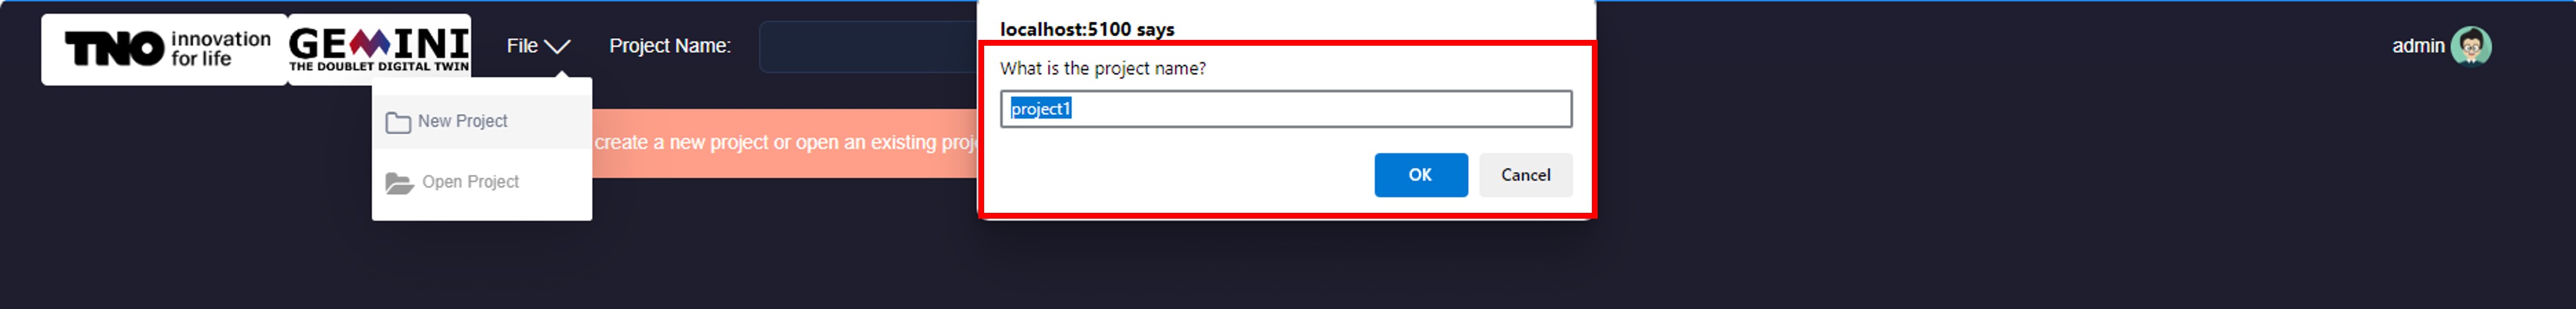 TNO innovation
for life
GEMINI
THE DOUBLET DIGITAL TWIN
File
Project Name:
New Project
Open Project
create a new project or open an existing
localhost:5100 says
What is the project name?
project1
OK
Cancel
admin